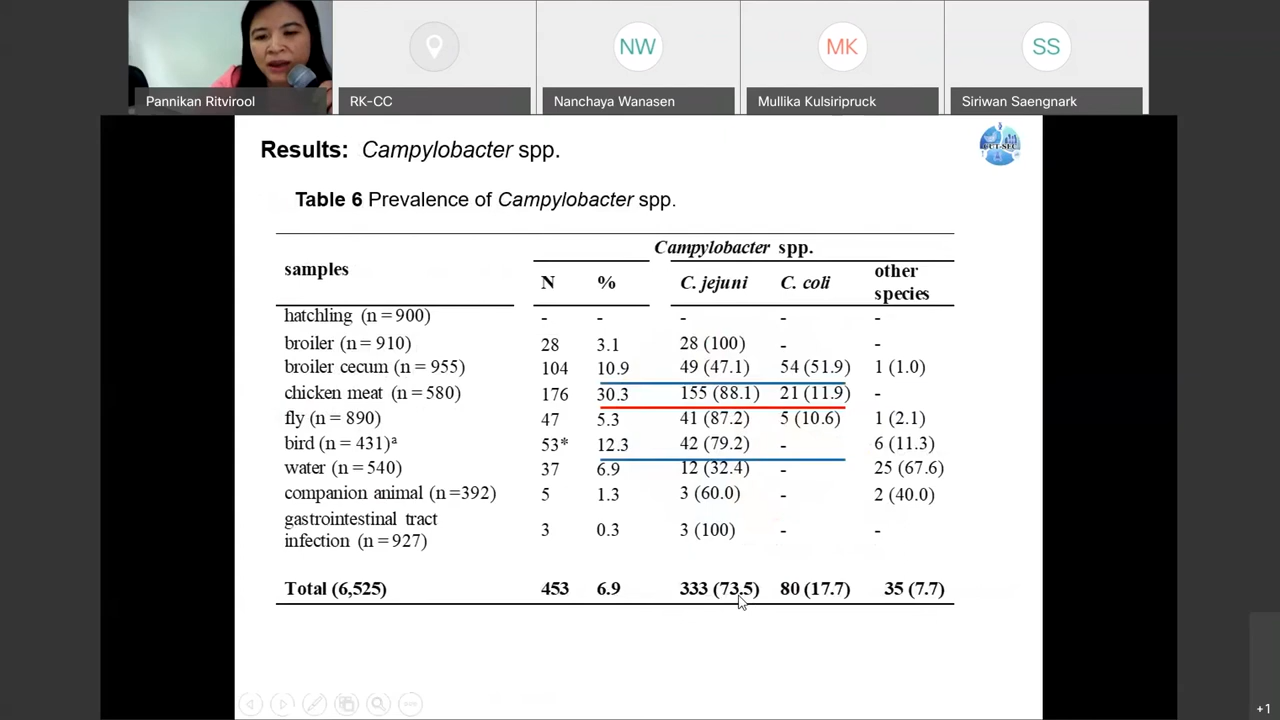 NW
MK
SS
Pannikan Ritvirool
RK-CC
Nanchaya Wanasen
Mullika Kulsiripruck
Siriwan Saengnark
Results: Campylobacter spp.
Table 6 Prevalence of Campylobacter spp.
Campylobacter spp.
samples N % C. jejuni C. coli other species
hatchling (n = 900) - - - - -
broiler (n = 910) 28 3.1 28 (100) - -
broiler cecum (n = 955) 104 10.9 49 (47.1) 54 (51.9) 1 (1.0)
chicken meat (n = 580) 176 30.3 155 (88.1) 21 (11.9) -
fly (n = 890) 47 5.3 41 (87.2) 5 (10.6) 1 (2.1)
bird (n = 431)ᵃ 53* 12.3 42 (79.2) - 6 (11.3)
water (n = 540) 37 6.9 12 (32.4) - 25 (67.6)
companion animal (n =392) 5 1.3 3 (60.0) - 2 (40.0)
gastrointestinal tract
infection (n = 927) 3 0.3 3 (100) - -
Total (6,525) 453 6.9 333 (73.5) 80 (17.7) 35 (7.7)
+1